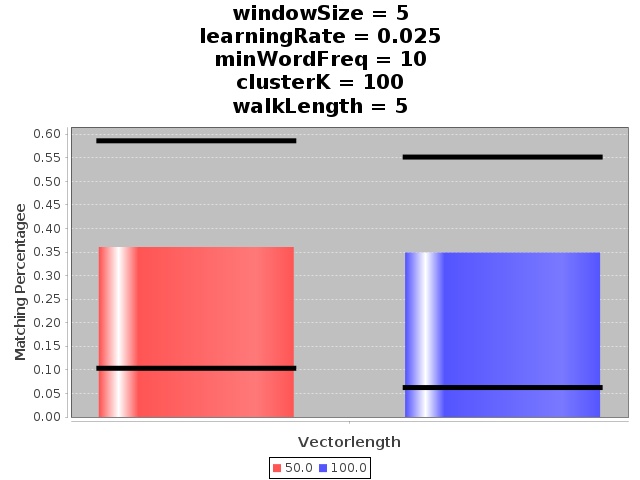 windowSize = 5
learningRate = 0.025
minWordFreq = 10
clusterK = 100
walkLength = 5
0.60
0.55
0.50
0.45
0.40
0.35
0.30
0.25
0.20
0.15
0.10
0.05
0.00
Matching Percentagee
Vectorlength
50.0 100.0